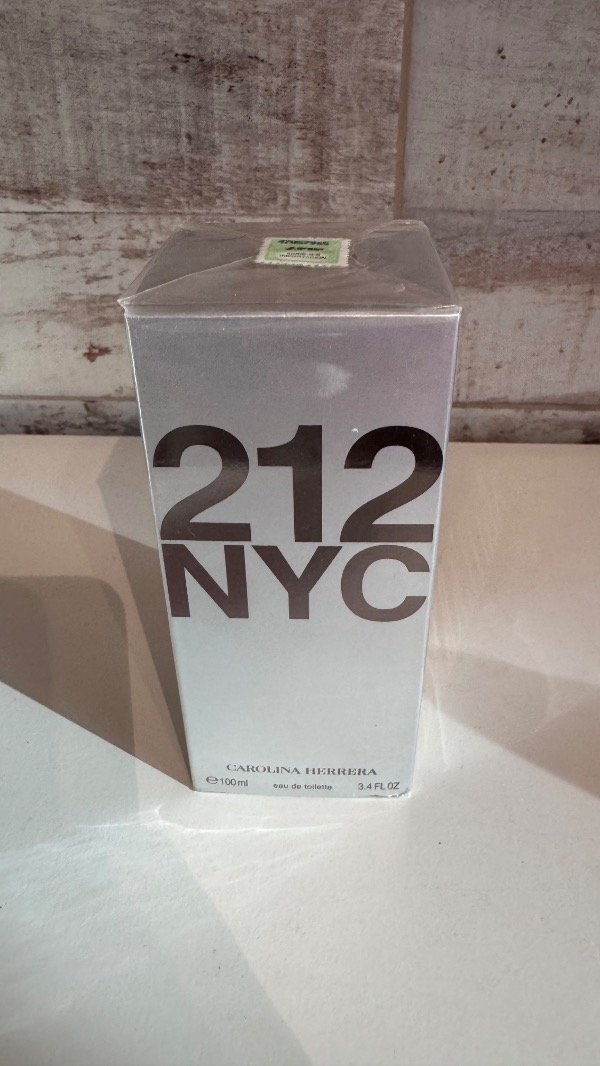 212
NYC
CAROLINA HERRERA
℮100ml eau de toilette 3.4 FL OZ